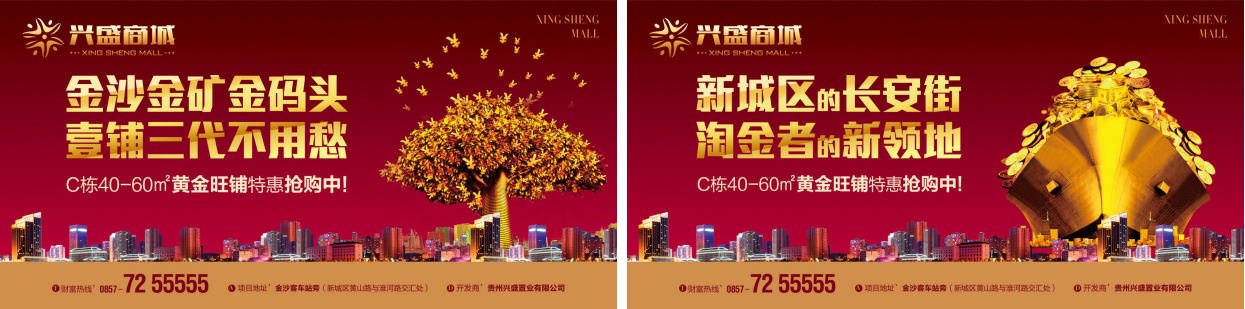 兴盛商城
XING SHENG MALL
XING SHENG
MALL
金沙金矿金码头
壹铺三代不用愁
C栋40-60㎡黄金旺铺特惠抢购中!
财富热线' 0857-72 55555
项目地址' 金沙客车站旁（新城区黄山路与淮河路交汇处）
开发商' 贵州兴盛置业有限公司
兴盛商城
XING SHENG MALL
XING SHENG
MALL
新城区的长安街
淘金者的新领地
C栋40-60㎡黄金旺铺特惠抢购中!
财富热线' 0857-72 55555
项目地址' 金沙客车站旁（新城区黄山路与淮河路交汇处）
开发商' 贵州兴盛置业有限公司